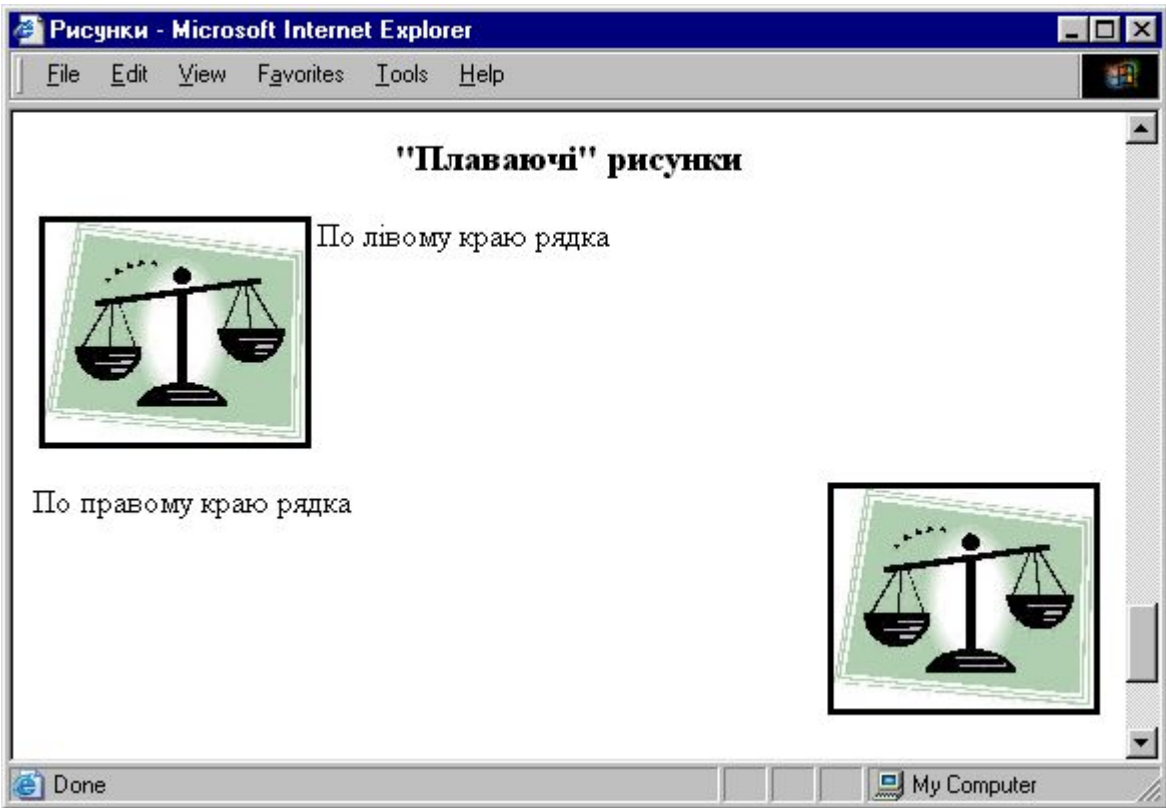 Рисунки - Microsoft Internet Explorer
File Edit View Favorites Tools Help
"Плаваючі" рисунки
По лівому краю рядка
По правому краю рядка
Done My Computer